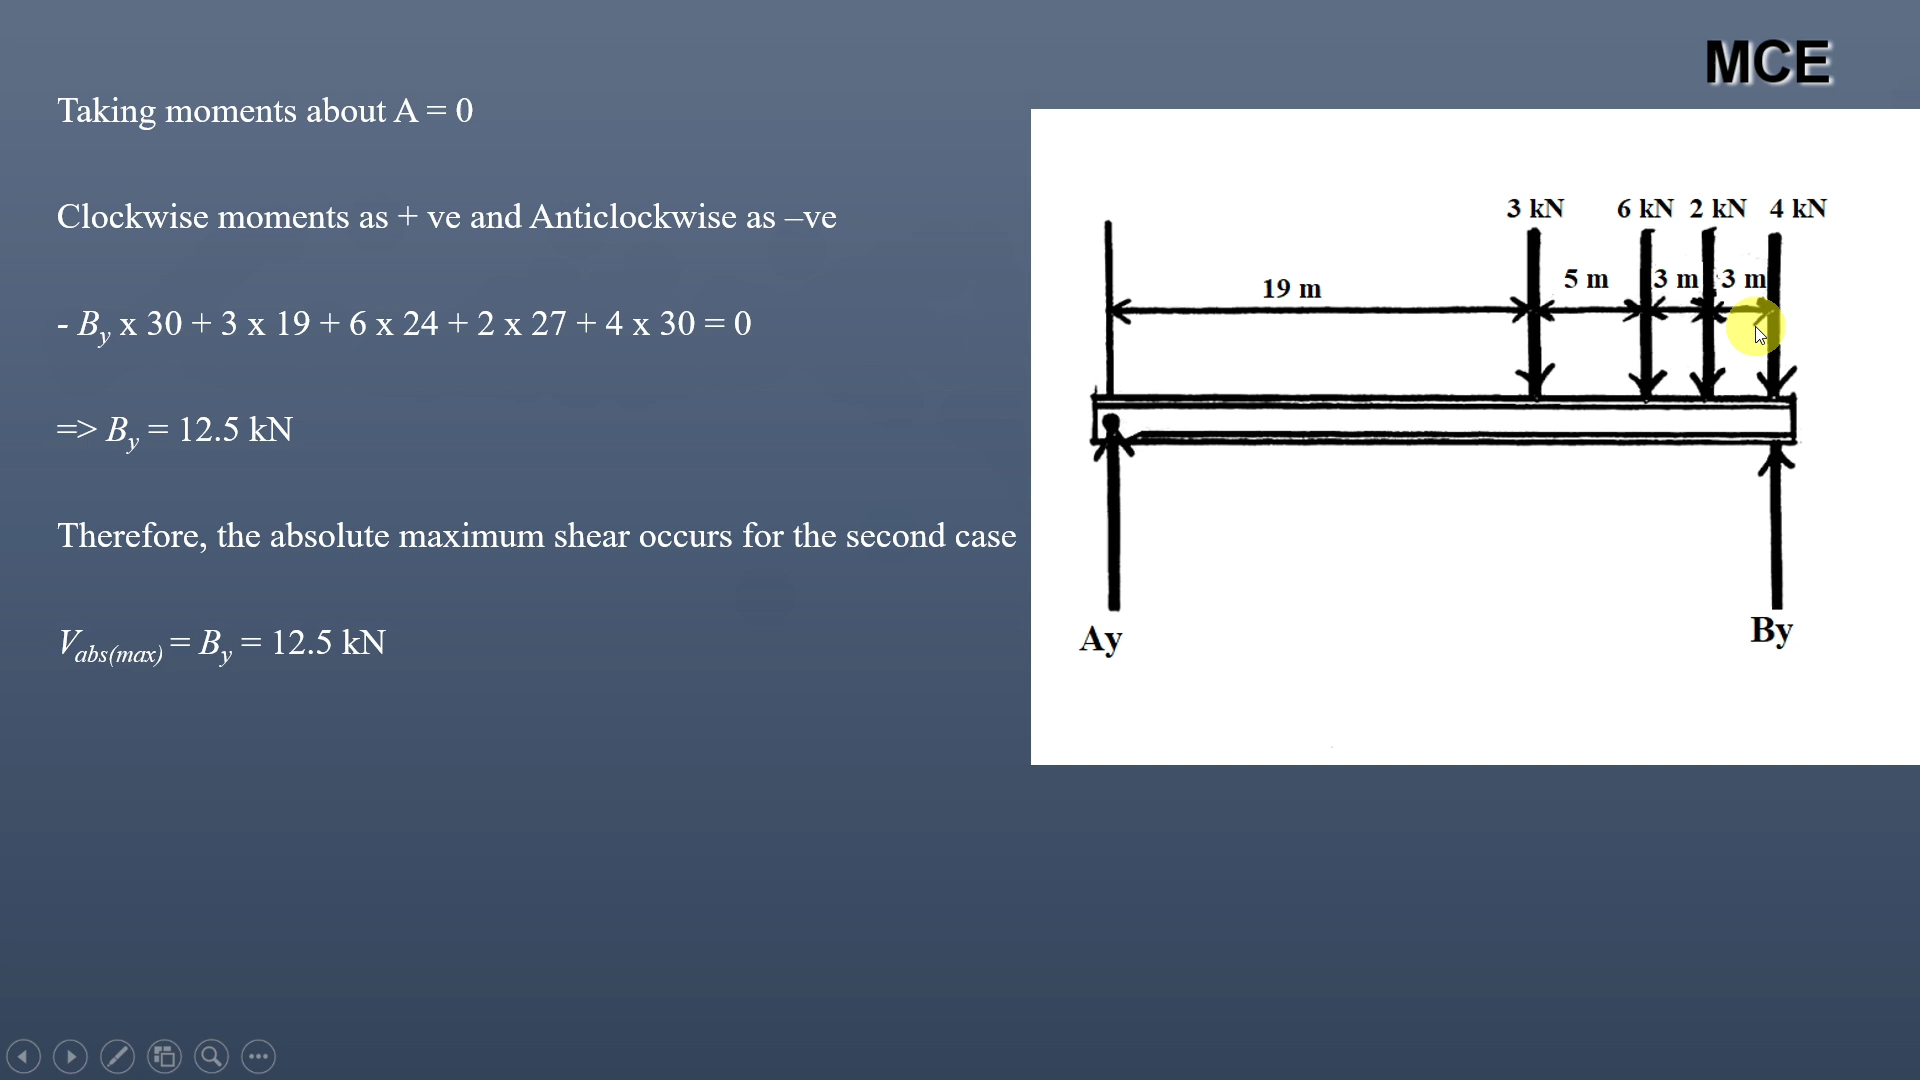 MCE
Taking moments about A = 0
Clockwise moments as + ve and Anticlockwise as –ve
- By x 30 + 3 x 19 + 6 x 24 + 2 x 27 + 4 x 30 = 0
=> By = 12.5 kN
Therefore, the absolute maximum shear occurs for the second case
Vabs(max) = By = 12.5 kN
3 kN 6 kN 2 kN 4 kN
19 m 5 m 3 m 3 m
Ay By